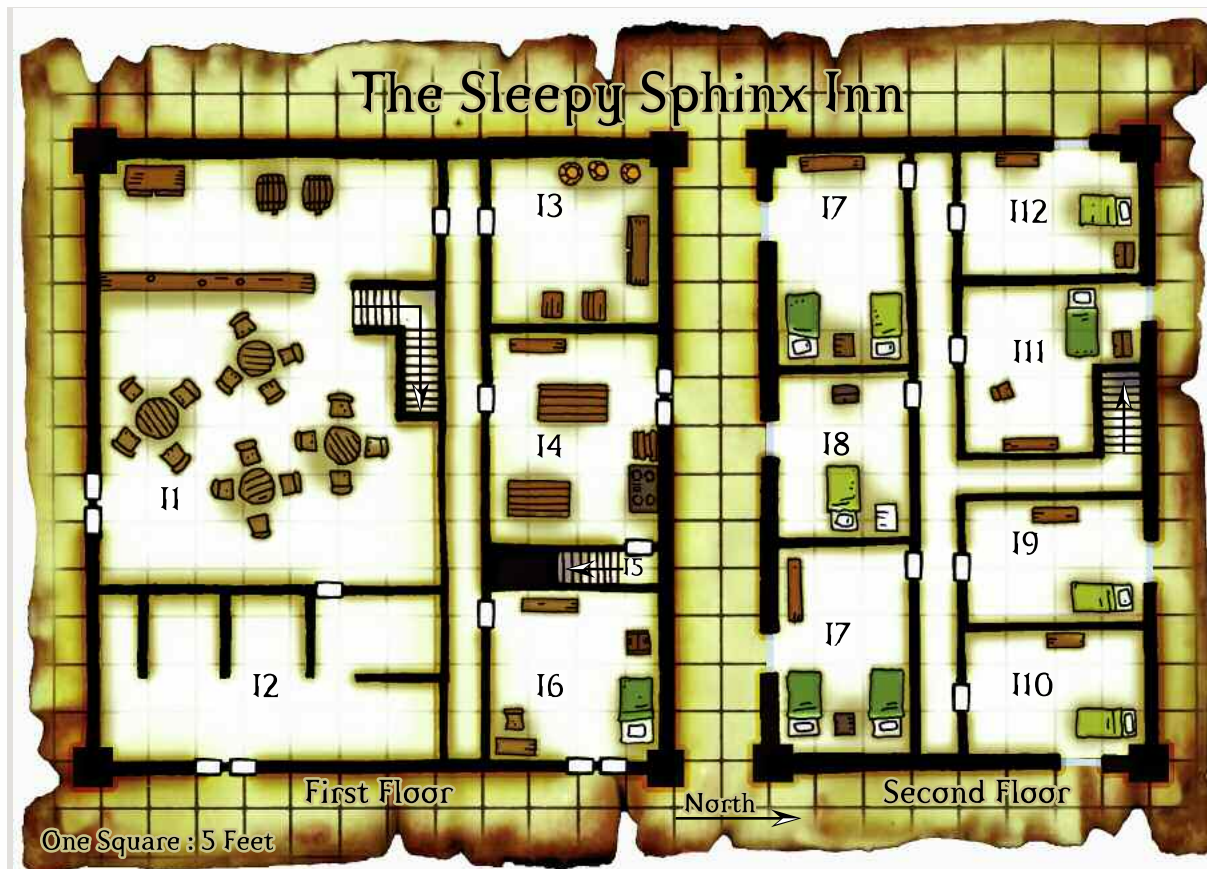 The Sleepy Sphinx Inn
I3
I7
I12
I11
I4
I8
I1
I9
I5
I7
I2
I6
I10
First Floor
Second Floor
North
One Square : 5 Feet